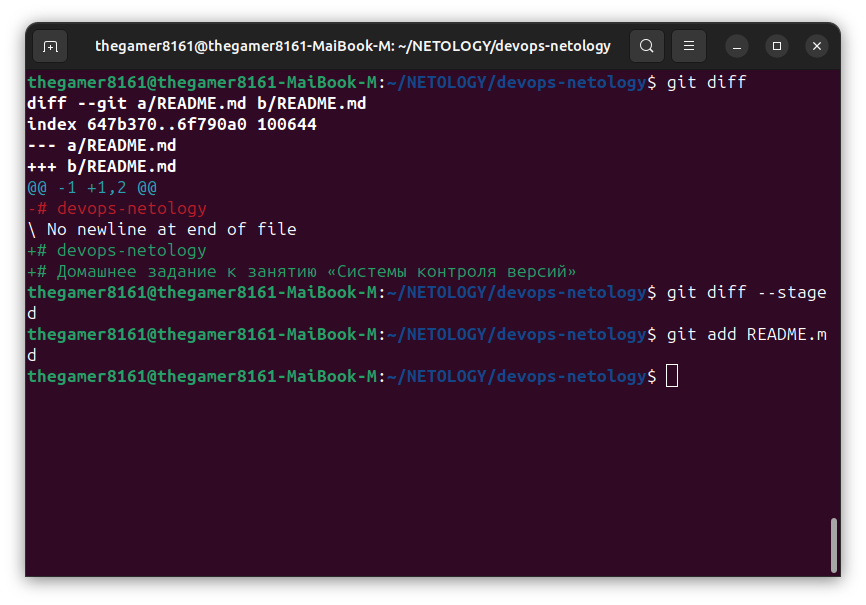 thegamer8161@thegamer8161-MaiBook-M: ~/NETOLOGY/devops-netology
thegamer8161@thegamer8161-MaiBook-M:~/NETOLOGY/devops-netology$ git diff
diff --git a/README.md b/README.md
index 647b370..6f790a0 100644
--- a/README.md
+++ b/README.md
@@ -1 +1,2 @@
-# devops-netology
\ No newline at end of file
+# devops-netology
+# Домашнее задание к занятию «Системы контроля версий»
thegamer8161@thegamer8161-MaiBook-M:~/NETOLOGY/devops-netology$ git diff --stage
d
thegamer8161@thegamer8161-MaiBook-M:~/NETOLOGY/devops-netology$ git add README.m
d
thegamer8161@thegamer8161-MaiBook-M:~/NETOLOGY/devops-netology$